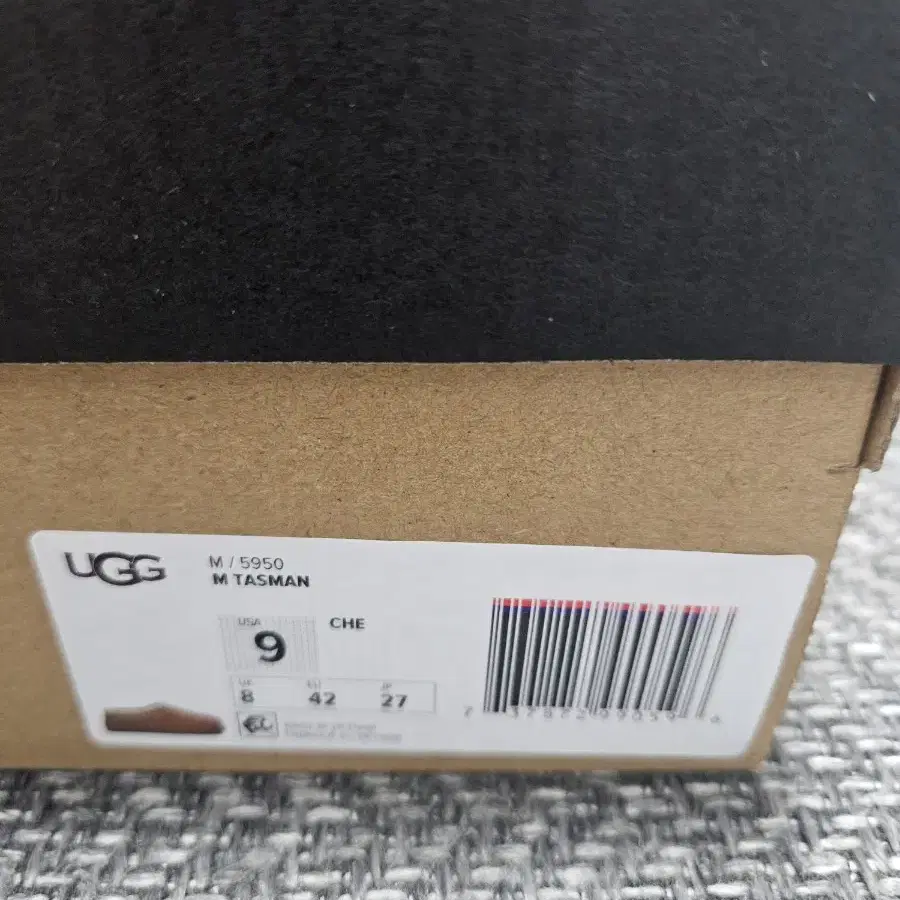 UGG
M / 5950
M TASMAN
USA
9
CHE
UK EU JP
8 42 27